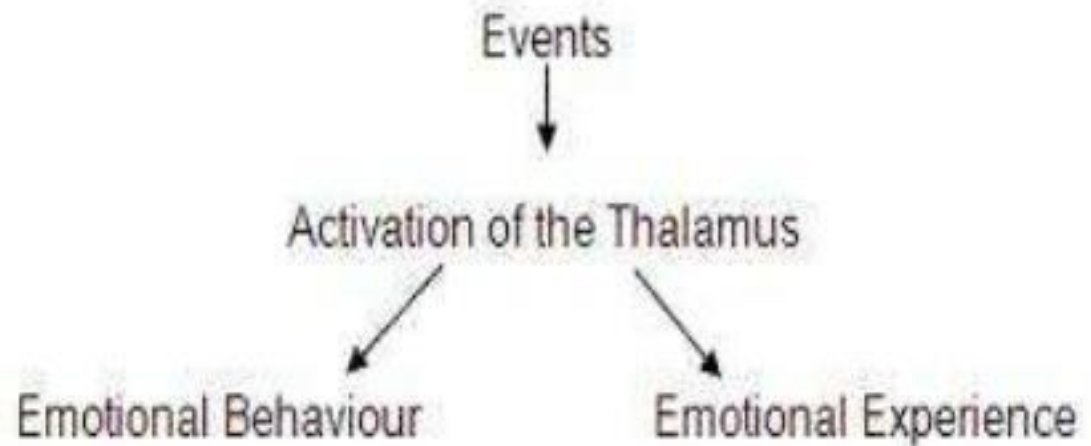 Events
Activation of the Thalamus
Emotional Behaviour
Emotional Experience